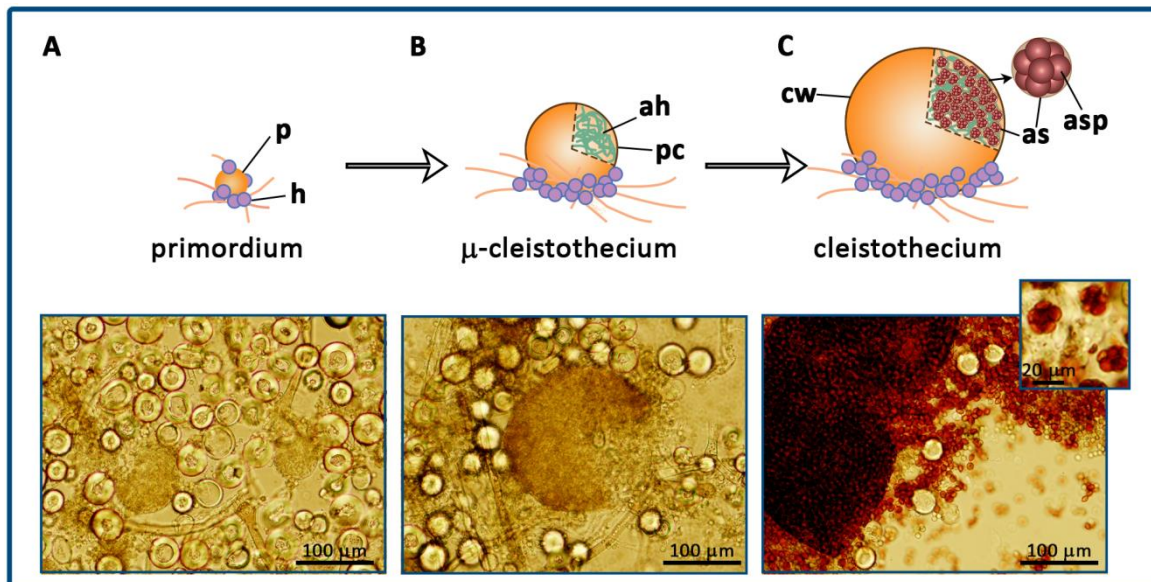 A
B
C
p
h
ah
pc
cw
as
asp
primordium
μ-cleistothecium
cleistothecium
100 μm
100 μm
20 μm
100 μm